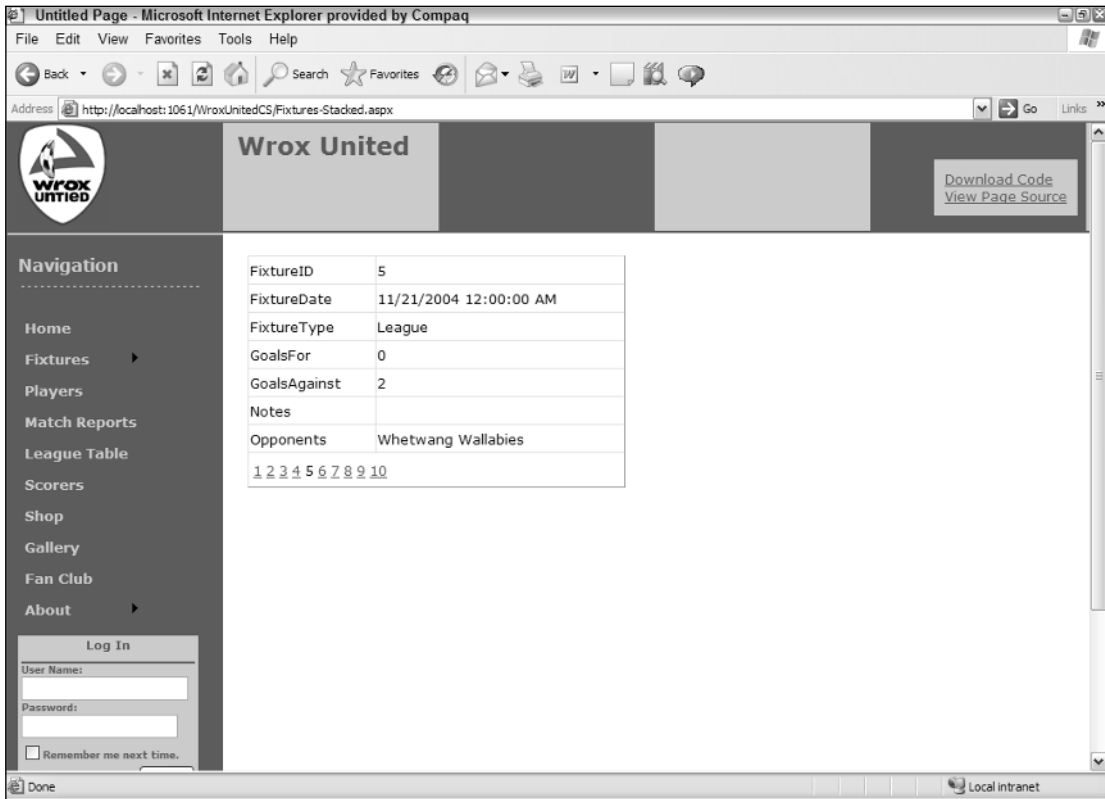 Untitled Page - Microsoft Internet Explorer provided by Compaq
File Edit View Favorites Tools Help
Back Search Favorites W
Address http://localhost:1061/WroxUnitedCS/Fixtures-Stacked.aspx Go Links »
wrox
UNTIED
Wrox United
Download Code
View Page Source
Navigation
Home
Fixtures
Players
Match Reports
League Table
Scorers
Shop
Gallery
Fan Club
About
Log In
User Name:
Password:
Remember me next time.
FixtureID 5
FixtureDate 11/21/2004 12:00:00 AM
FixtureType League
GoalsFor 0
GoalsAgainst 2
Notes
Opponents Whetwang Wallabies
1 2 3 4 5 6 7 8 9 10
Done Local intranet